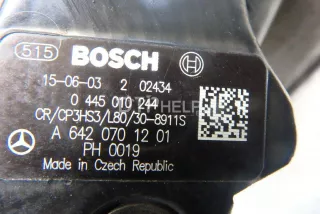 515 BOSCH
15-06-03 2 02434
0 445 010 244
CR/CP3HS3/L80/30-8911S
A 642 070 12 01
PH 0019
Made in Czech Republic